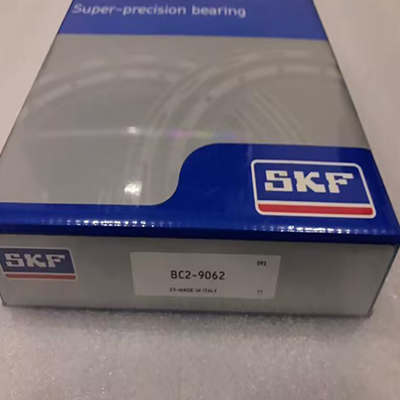 Super-precision bearing
SKF
SKF
BC2-9062
MADE IN ITALY